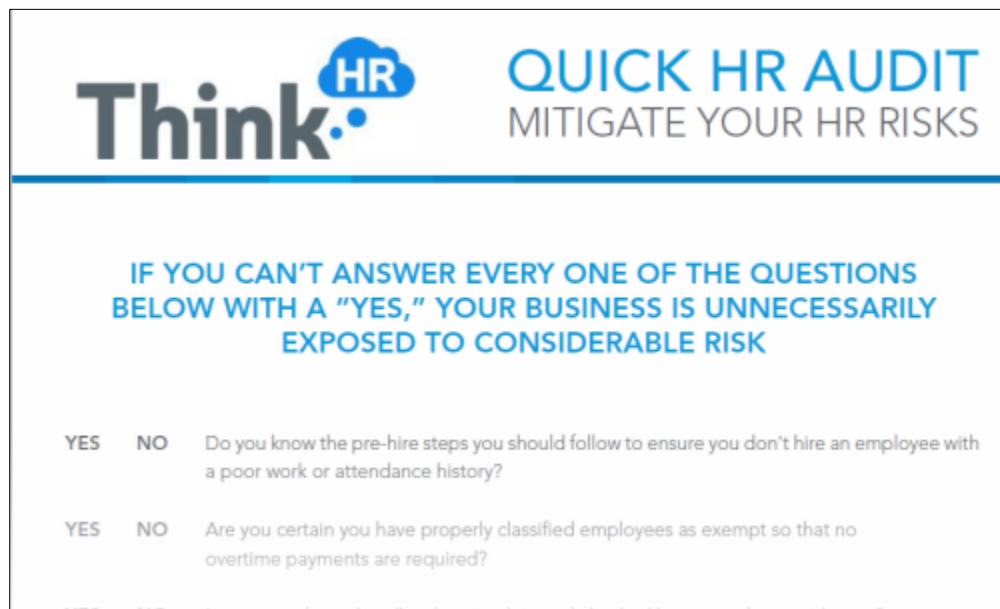 Think HR
QUICK HR AUDIT
MITIGATE YOUR HR RISKS
IF YOU CAN'T ANSWER EVERY ONE OF THE QUESTIONS
BELOW WITH A “YES,” YOUR BUSINESS IS UNNECESSARILY
EXPOSED TO CONSIDERABLE RISK
YES NO Do you know the pre-hire steps you should follow to ensure you don't hire an employee with
a poor work or attendance history?
YES NO Are you certain you have properly classified employees as exempt so that no
overtime payments are required?